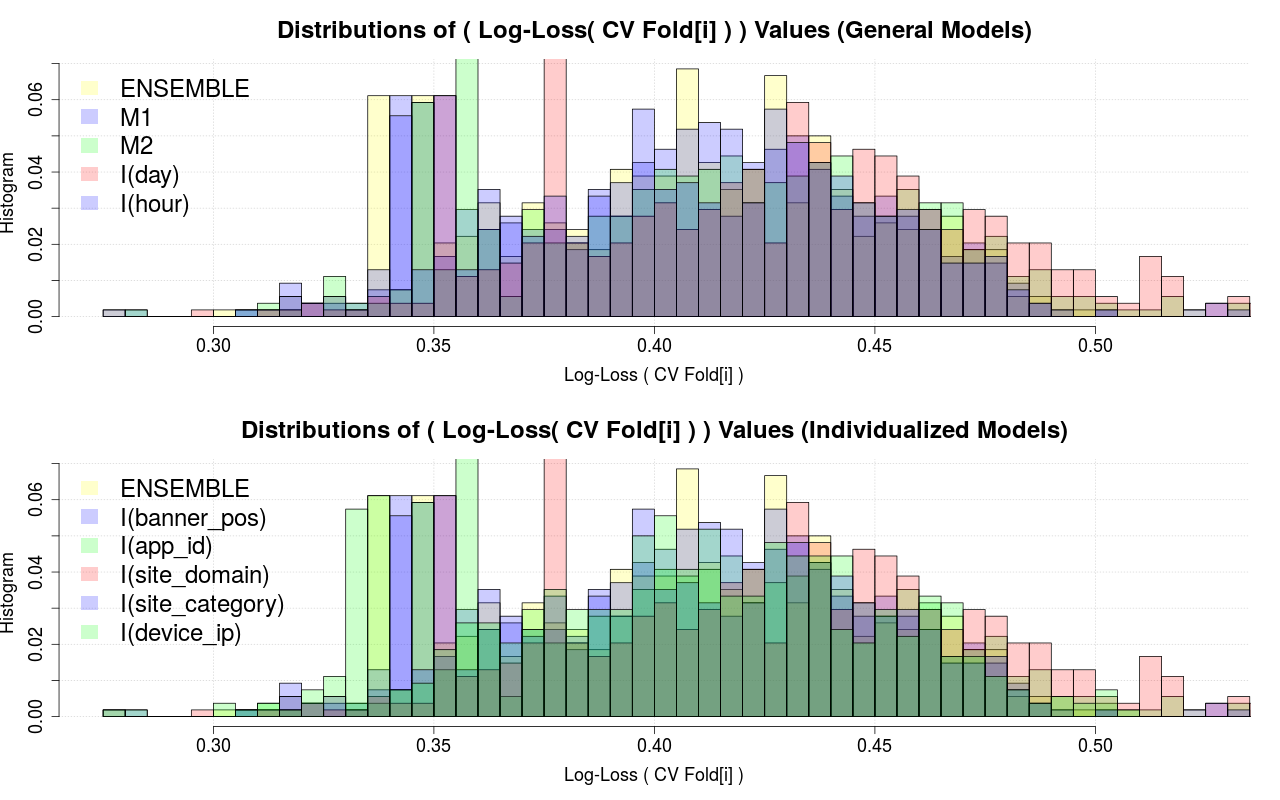 Distributions of ( Log-Loss( CV Fold[i] ) ) Values (General Models)
ENSEMBLE
M1
M2
I(day)
I(hour)
Histogram
0.00
0.02
0.04
0.06
0.30
0.35
0.40
0.45
0.50
Log-Loss ( CV Fold[i] )
Distributions of ( Log-Loss( CV Fold[i] ) ) Values (Individualized Models)
ENSEMBLE
I(banner_pos)
I(app_id)
I(site_domain)
I(site_category)
I(device_ip)
Histogram
0.00
0.02
0.04
0.06
0.30
0.35
0.40
0.45
0.50
Log-Loss ( CV Fold[i] )